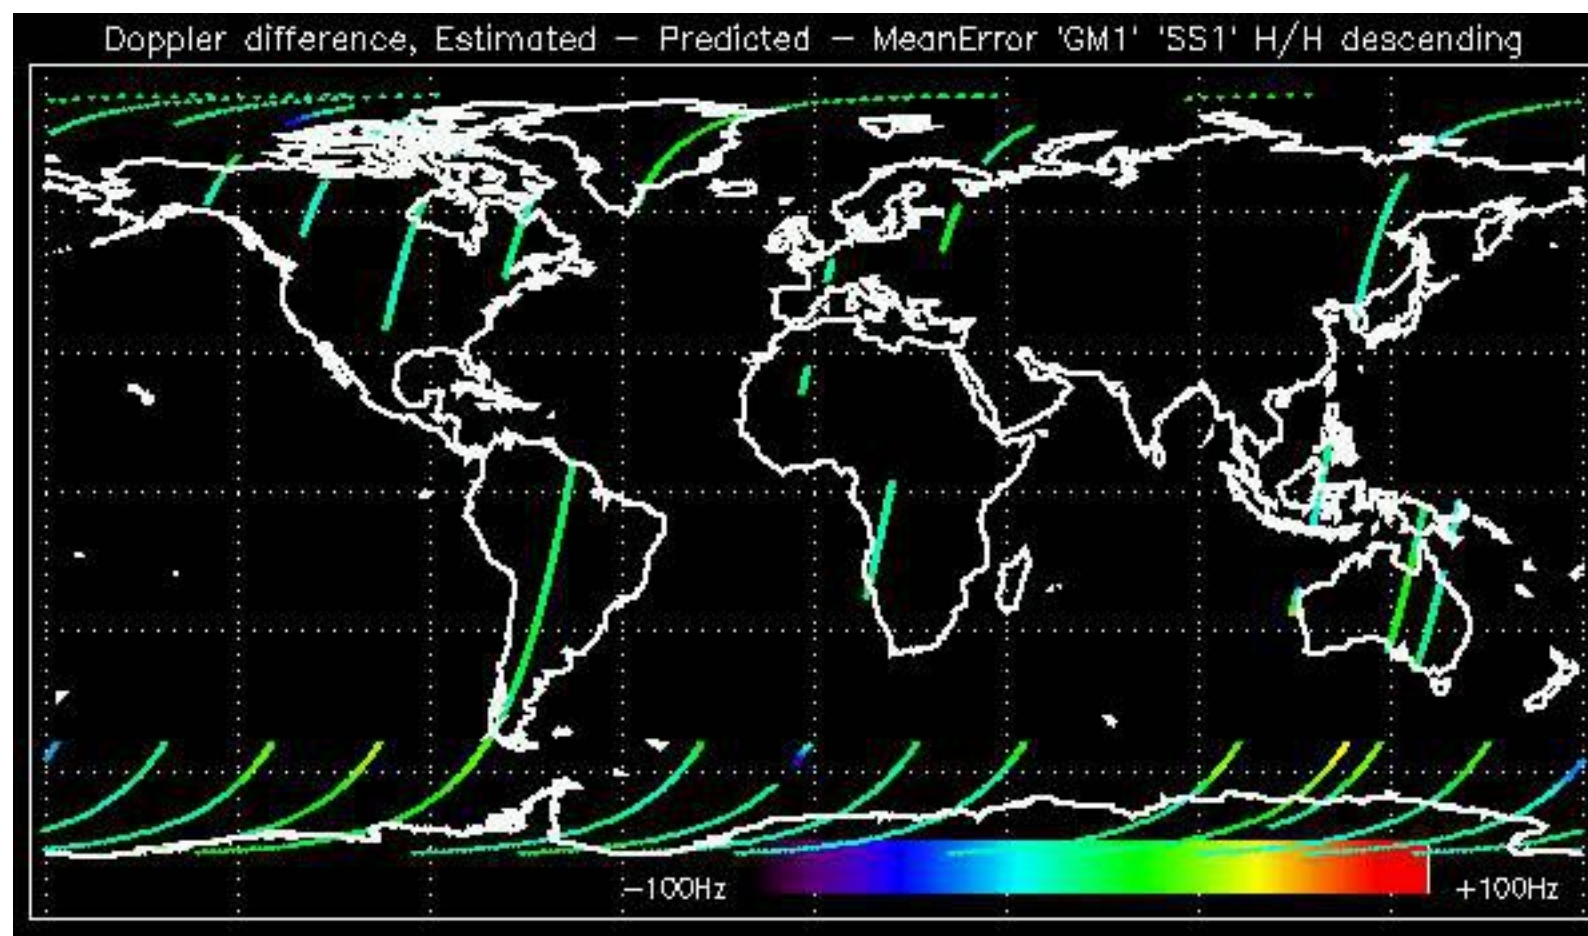 Doppler difference, Estimated – Predicted – MeanError 'GM1' 'SS1' H/H descending
–100Hz +100Hz